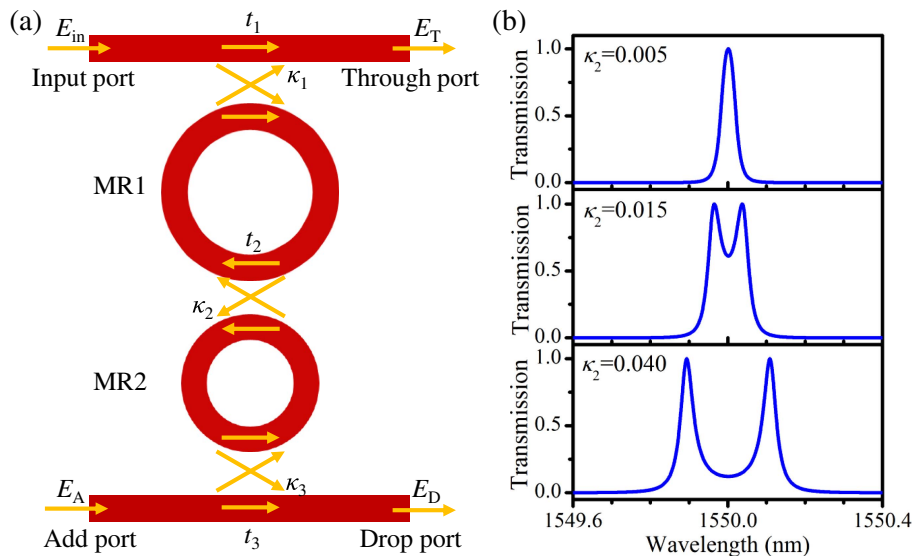 (a)
E_in
t_1
E_T
Input port
κ_1
Through port
MR1
t_2
κ_2
MR2
κ_3
E_A
E_D
Add port
t_3
Drop port
(b)
κ_2=0.005
Transmission
1.0
0.5
0.0
κ_2=0.015
Transmission
1.0
0.5
0.0
κ_2=0.040
Transmission
1.0
0.5
0.0
1549.6 1550.0 1550.4
Wavelength (nm)